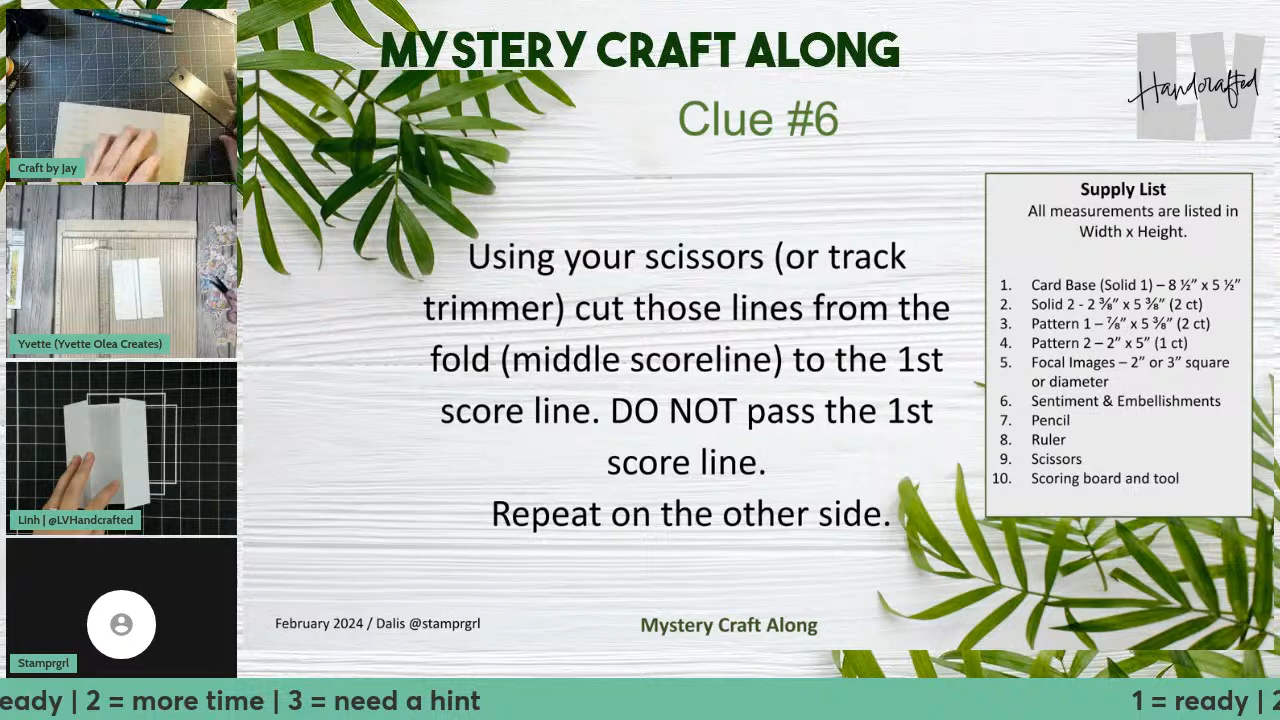 MYSTERY CRAFT ALONG
Handcrafted
Clue #6
Craft by Jay
Yvette (Yvette Olea Creates)
Linh | @LVHandcrafted
Stamprgrl
Using your scissors (or track
trimmer) cut those lines from the
fold (middle scoreline) to the 1st
score line. DO NOT pass the 1st
score line.
Repeat on the other side.
Supply List
All measurements are listed in
Width x Height.
1. Card Base (Solid 1) – 8 ½” x 5 ½”
2. Solid 2 - 2 ⅜” x 5 ⅜” (2 ct)
3. Pattern 1 – ⅞” x 5 ⅜” (2 ct)
4. Pattern 2 – 2” x 5” (1 ct)
5. Focal Images – 2” or 3” square
or diameter
6. Sentiment & Embellishments
7. Pencil
8. Ruler
9. Scissors
10. Scoring board and tool
February 2024 / Dalis @stamprgrl
Mystery Craft Along
eady | 2 = more time | 3 = need a hint
1 = ready | 2